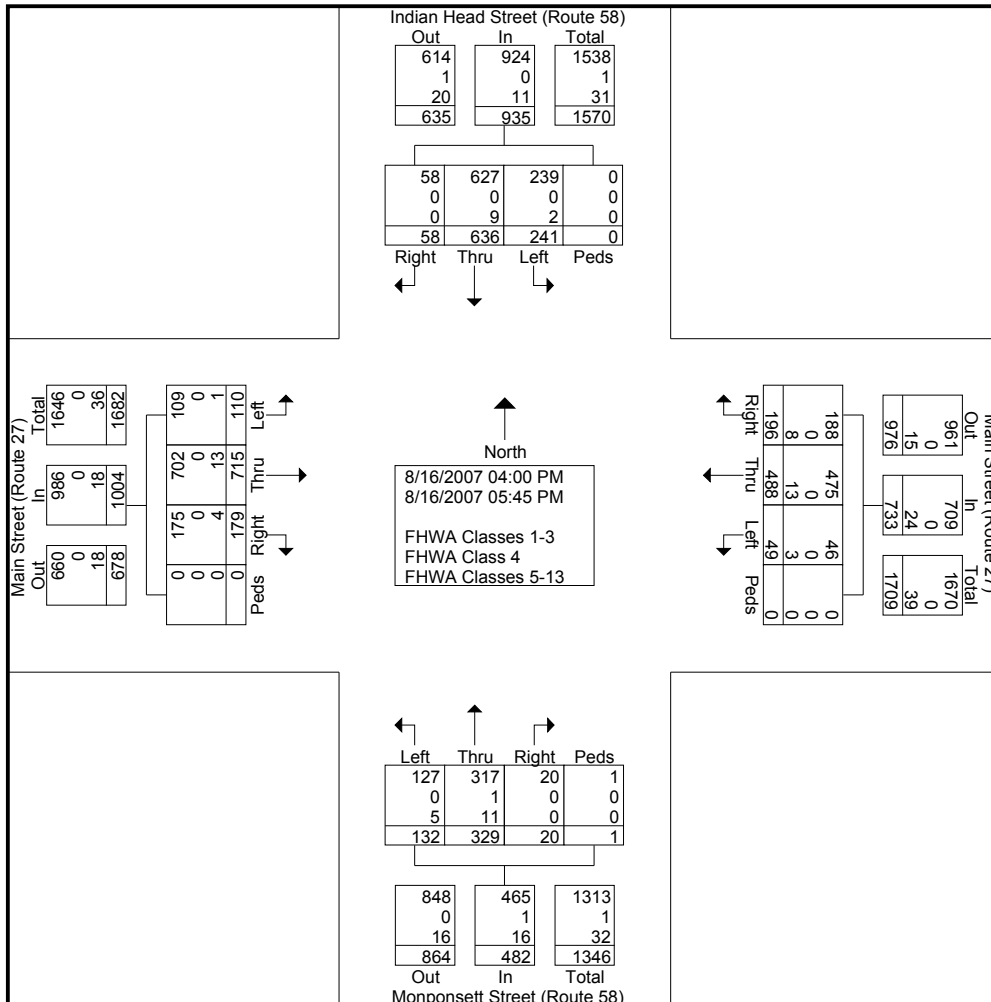 Indian Head Street (Route 58)
Out In Total
614 924 1538
1 0 1
20 11 31
635 935 1570
58 627 239 0
0 0 0 0
0 9 2 0
58 636 241 0
Right Thru Left Peds
Main Street (Route 27)
Total In Out
1646 0 36 1682
986 0 18 1004
660 0 18 678
109 0 1 110 Left
702 0 13 715 Thru
175 0 4 179 Right
0 0 0 0 Peds
North
8/16/2007 04:00 PM
8/16/2007 05:45 PM
FHWA Classes 1-3
FHWA Class 4
FHWA Classes 5-13
Right 196 8 0 188
Thru 488 13 0 475
Left 49 3 0 46
Peds 0 0 0 0
976 15 0 961 Out
733 24 0 709 In
1709 39 0 1670 Total
Main Street (Route 27)
Left Thru Right Peds
127 317 20 1
0 1 0 0
5 11 0 0
132 329 20 1
848 465 1313
0 1 1
16 16 32
864 482 1346
Out In Total
Monponsett Street (Route 58)